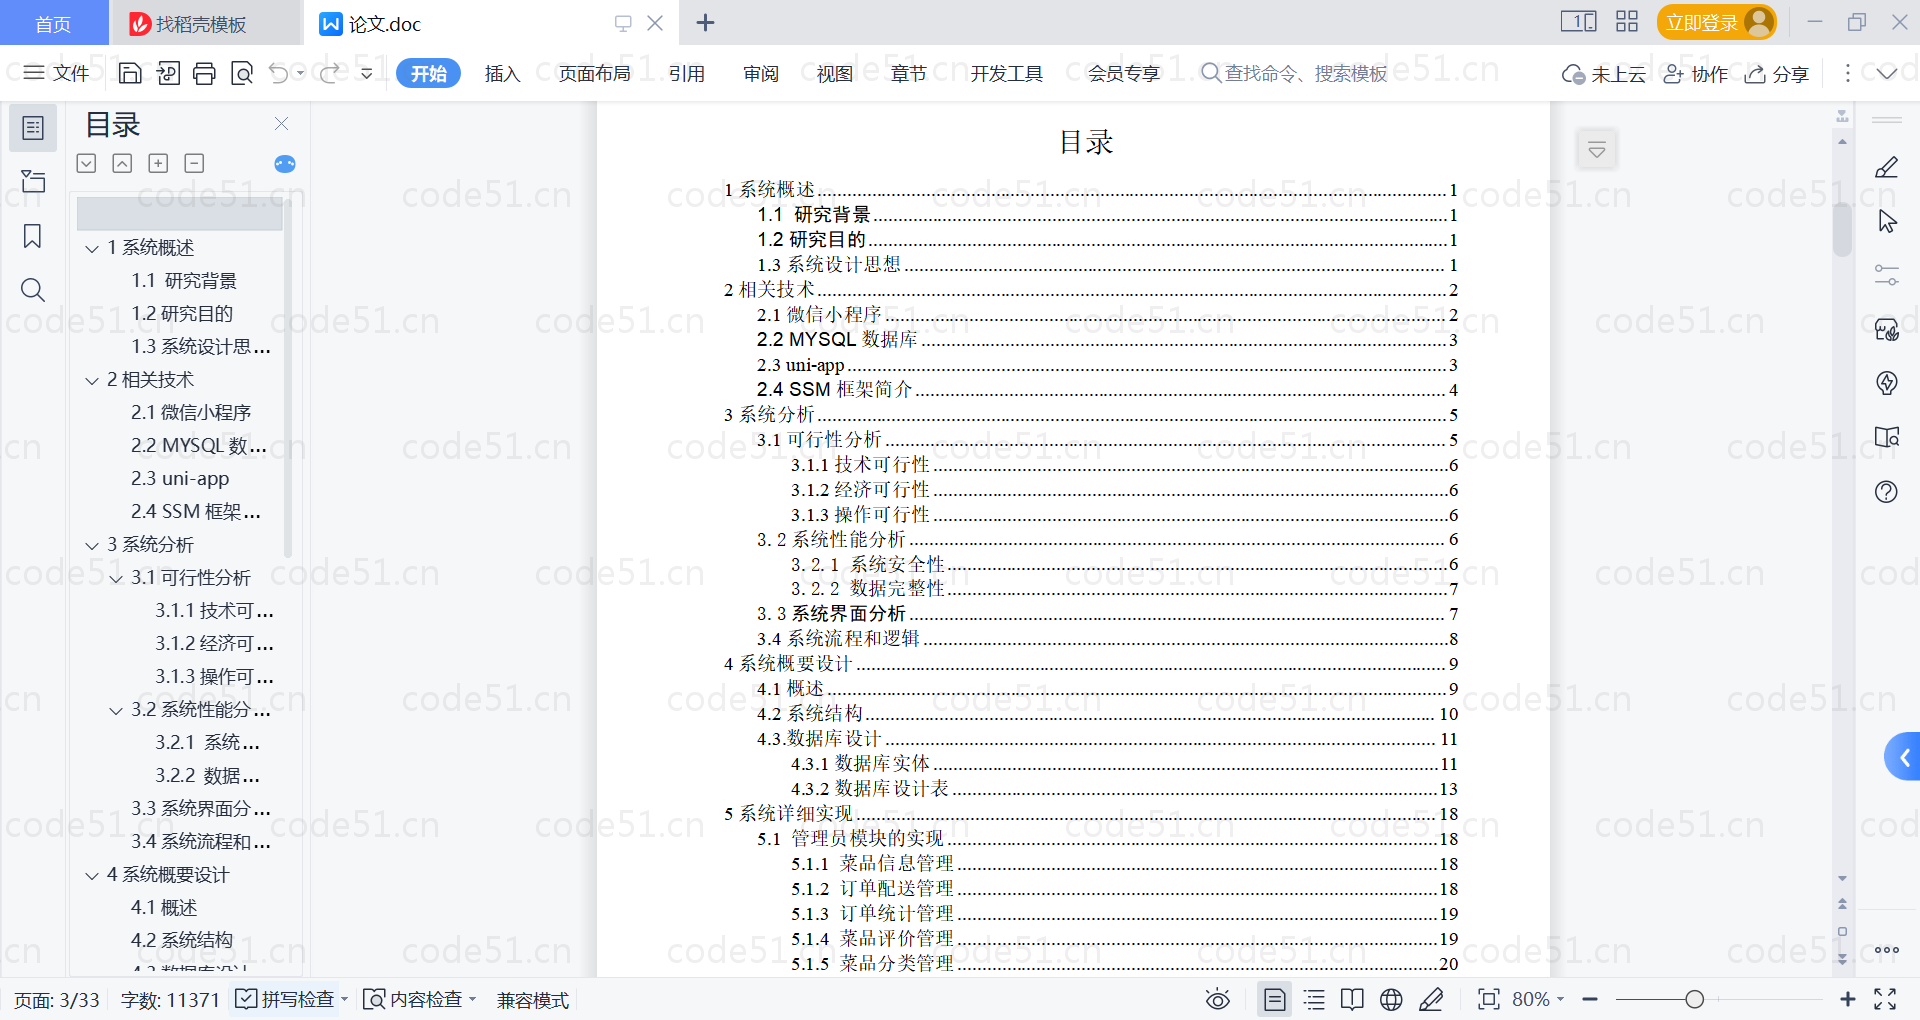 首页
找稻壳模板
论文.doc
立即登录
文件
开始
插入
页面布局
引用
审阅
视图
章节
开发工具
会员专享
查找命令、搜索模板
未上云
协作
分享
目录
1 系统概述
1.1 研究背景
1.2 研究目的
1.3 系统设计思...
2 相关技术
2.1 微信小程序
2.2 MYSQL 数...
2.3 uni-app
2.4 SSM 框架...
3 系统分析
3.1 可行性分析
3.1.1 技术可...
3.1.2 经济可...
3.1.3 操作可...
3.2 系统性能分...
3.2.1 系统...
3.2.2 数据...
3.3 系统界面分...
3.4 系统流程和...
4 系统概要设计
4.1 概述
4.2 系统结构
4.3 数据库设计
目录
1 系统概述 1
1.1 研究背景 1
1.2 研究目的 1
1.3 系统设计思想 1
2 相关技术 2
2.1 微信小程序 2
2.2 MYSQL 数据库 3
2.3 uni-app 3
2.4 SSM 框架简介 4
3 系统分析 5
3.1 可行性分析 5
3.1.1 技术可行性 6
3.1.2 经济可行性 6
3.1.3 操作可行性 6
3.2 系统性能分析 6
3.2.1 系统安全性 6
3.2.2 数据完整性 7
3.3 系统界面分析 7
3.4 系统流程和逻辑 8
4 系统概要设计 9
4.1 概述 9
4.2 系统结构 10
4.3.数据库设计 11
4.3.1 数据库实体 11
4.3.2 数据库设计表 13
5 系统详细实现 18
5.1 管理员模块的实现 18
5.1.1 菜品信息管理 18
5.1.2 订单配送管理 18
5.1.3 订单统计管理 19
5.1.4 菜品评价管理 19
5.1.5 菜品分类管理 20
页面: 3/33
字数: 11371
拼写检查
内容检查
兼容模式
80%
code51.cn